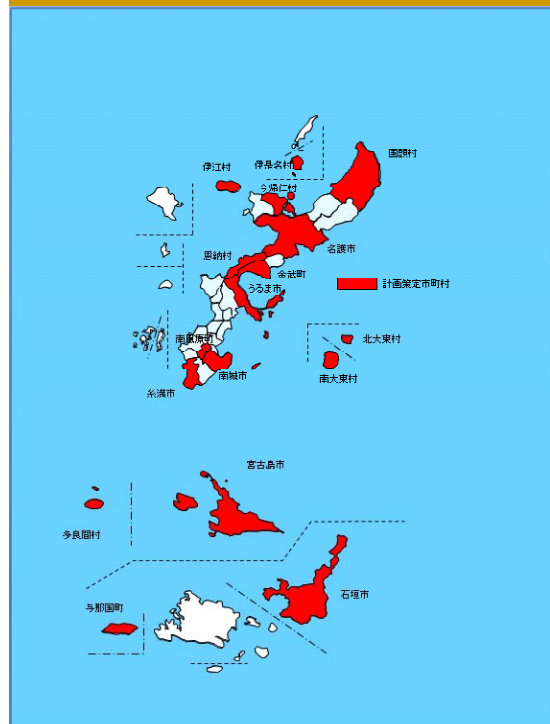 国頭村
伊是名村
伊江村
今帰仁村
名護市
恩納村
金武町
うるま市
計画策定市町村
北大東村
南風原町
南大東村
南城市
糸満市
宮古島市
多良間村
石垣市
与那国町